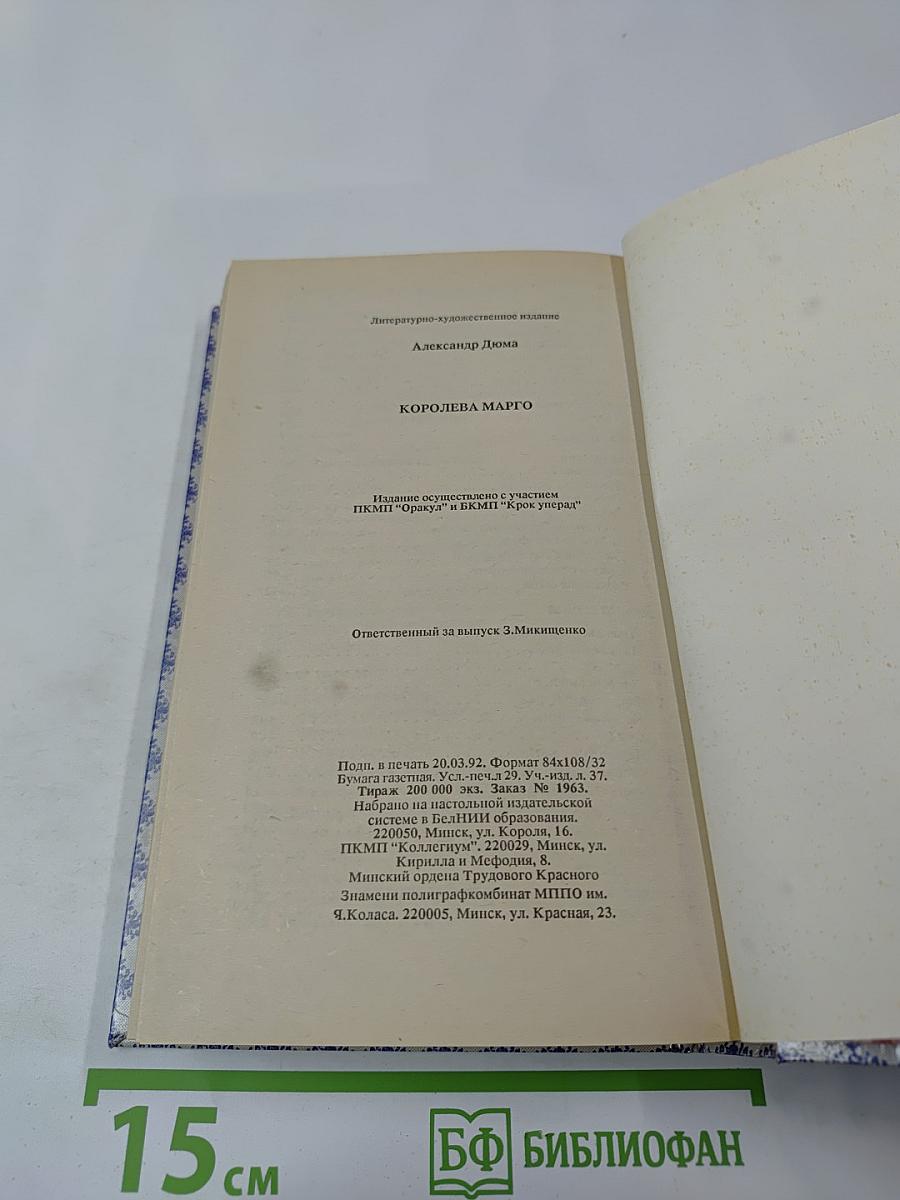 Литературно-художественное издание
Александр Дюма
КОРОЛЕВА МАРГО
Издание осуществлено с участием
ПКМП "Оракул" и БКМП "Крок уперад"
Ответственный за выпуск З.Микищенко
Подп. в печать 20.03.92. Формат 84х108/32
Бумага газетная. Усл.-печ.л 29. Уч.-изд. л. 37.
Тираж 200 000 экз. Заказ № 1963.
Набрано на настольной издательской
системе в БелНИИ образования.
220050, Минск, ул. Короля, 16.
ПКМП "Коллегиум". 220029, Минск, ул.
Кирилла и Мефодия, 8.
Минский ордена Трудового Красного
Знамени полиграфкомбинат МППО им.
Я.Коласа. 220005, Минск, ул. Красная, 23.
15 см
БФ БИБЛИОФАН